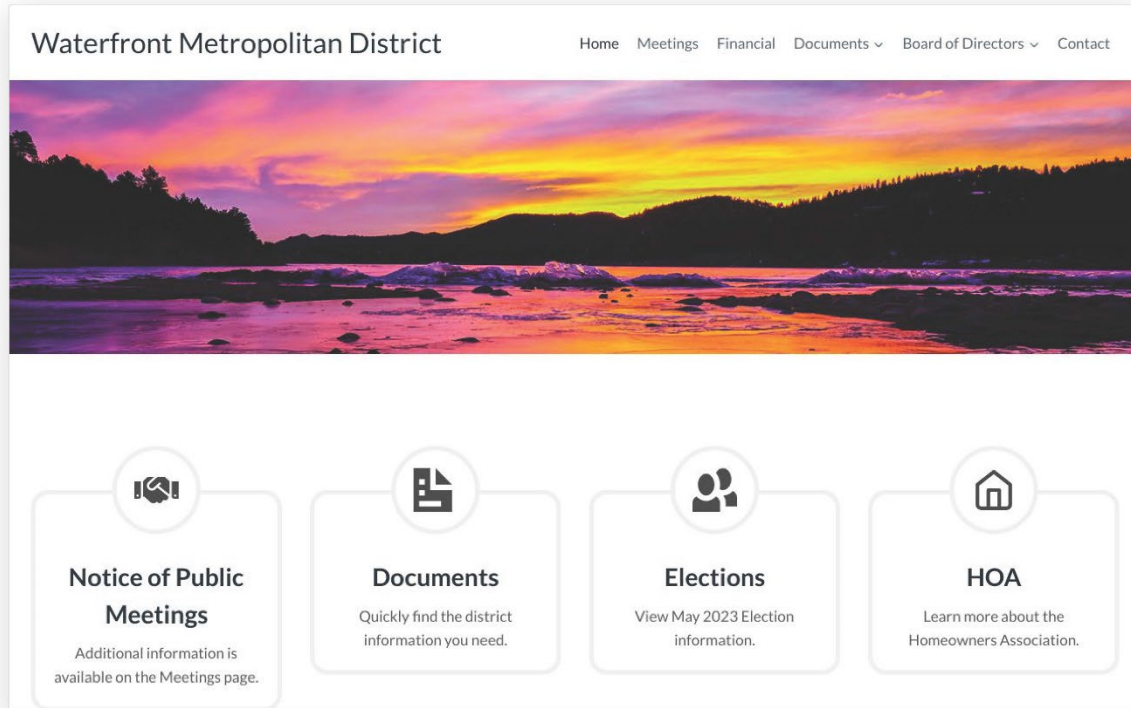 Waterfront Metropolitan District
Home Meetings Financial Documents Board of Directors Contact
Notice of Public
Meetings
Additional information is
available on the Meetings page.
Documents
Quickly find the district
information you need.
Elections
View May 2023 Election
information.
HOA
Learn more about the
Homeowners Association.